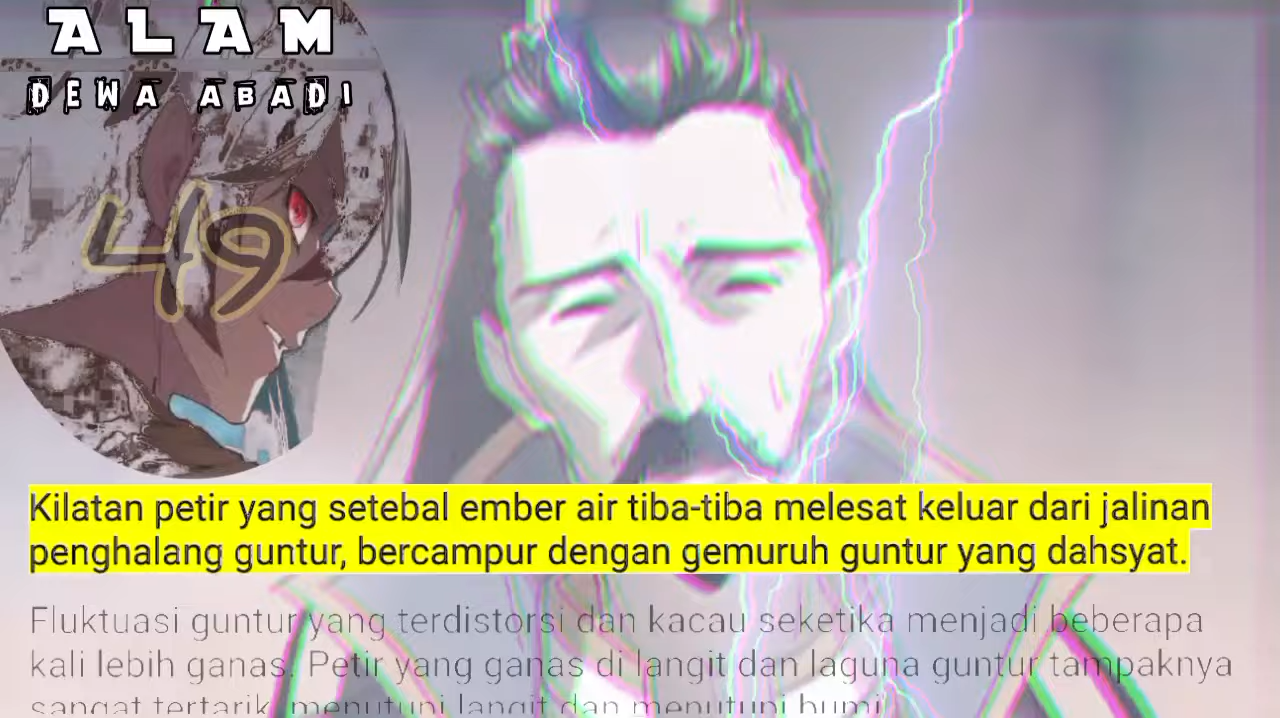 ALAM
DEWA ABADI
49
Kilatan petir yang setebal ember air tiba-tiba melesat keluar dari jalinan
penghalang guntur, bercampur dengan gemuruh guntur yang dahsyat.
Fluktuasi guntur yang terdistorsi dan kacau seketika menjadi beberapa
kali lebih ganas. Petir yang ganas di langit dan laguna guntur tampaknya
sangat tertarik, menutupi langit dan menutupi bumi.